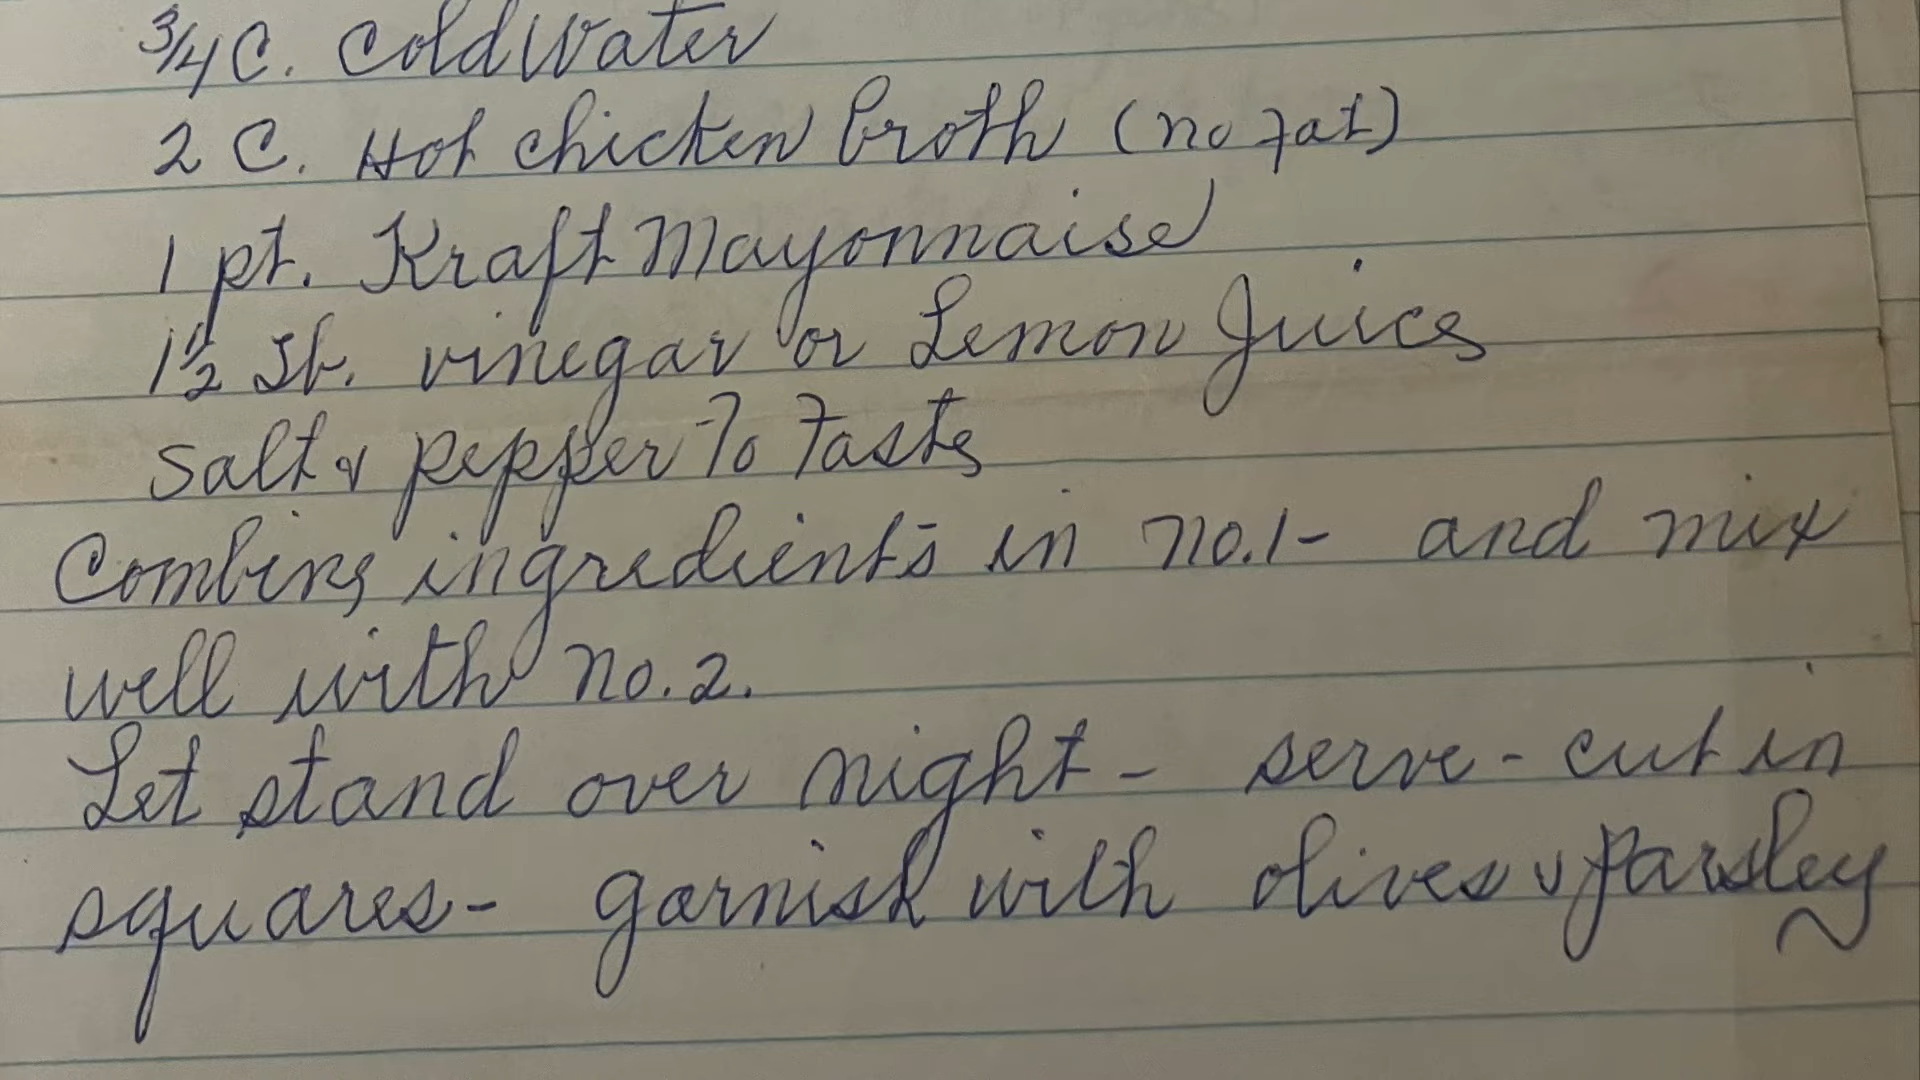 3/4 C. Cold Water
2 C. Hot chicken broth (no fat)
1 pt. Kraft Mayonnaise
1 1/2 Tb. vinegar or Lemon Juice
Salt & pepper To Taste
Combine ingredients in no. 1 - and mix
well with no. 2.
Let stand over night - serve - cut in
squares - garnish with olives & parsley